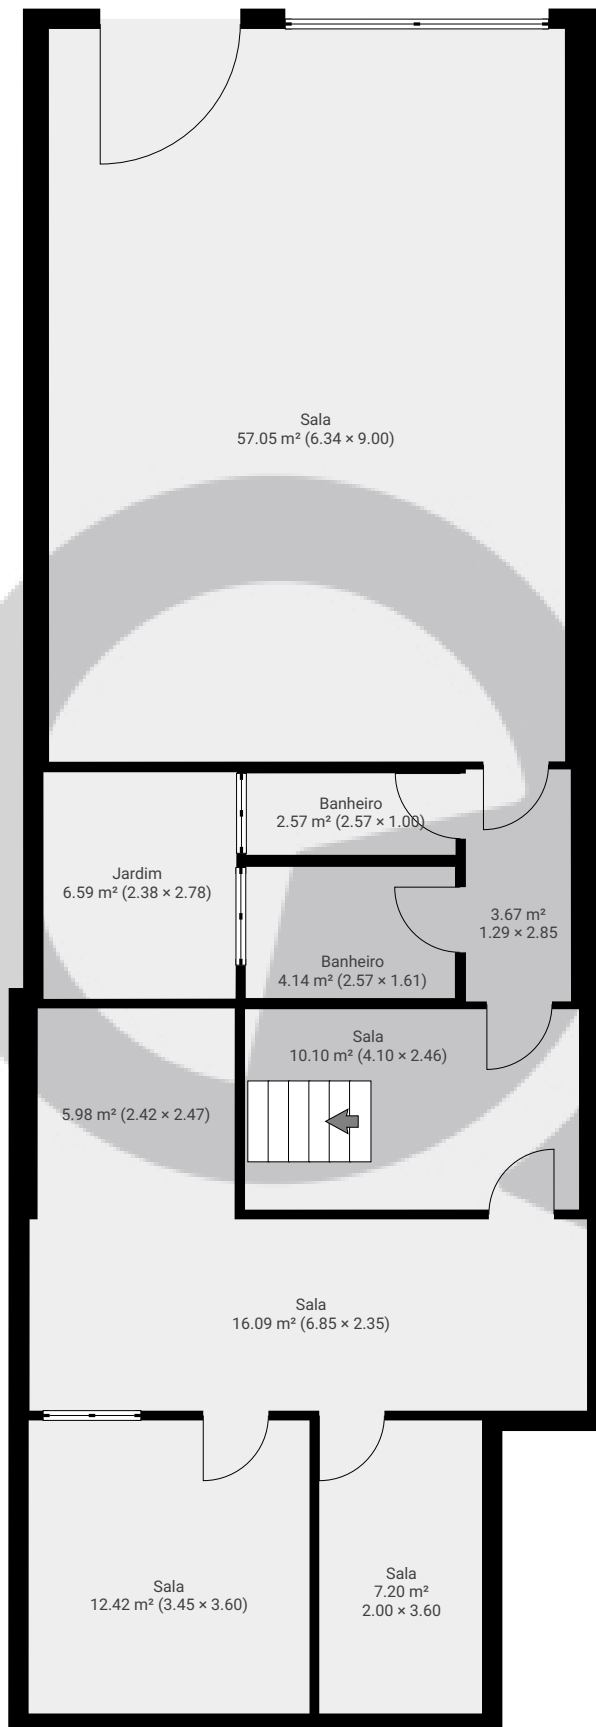 Sala
57.05 m² (6.34 × 9.00)
Banheiro
2.57 m² (2.57 × 1.00)
Jardim
6.59 m² (2.38 × 2.78)
3.67 m²
1.29 × 2.85
Banheiro
4.14 m² (2.57 × 1.61)
Sala
10.10 m² (4.10 × 2.46)
5.98 m² (2.42 × 2.47)
Sala
16.09 m² (6.85 × 2.35)
Sala
12.42 m² (3.45 × 3.60)
Sala
7.20 m²
2.00 × 3.60